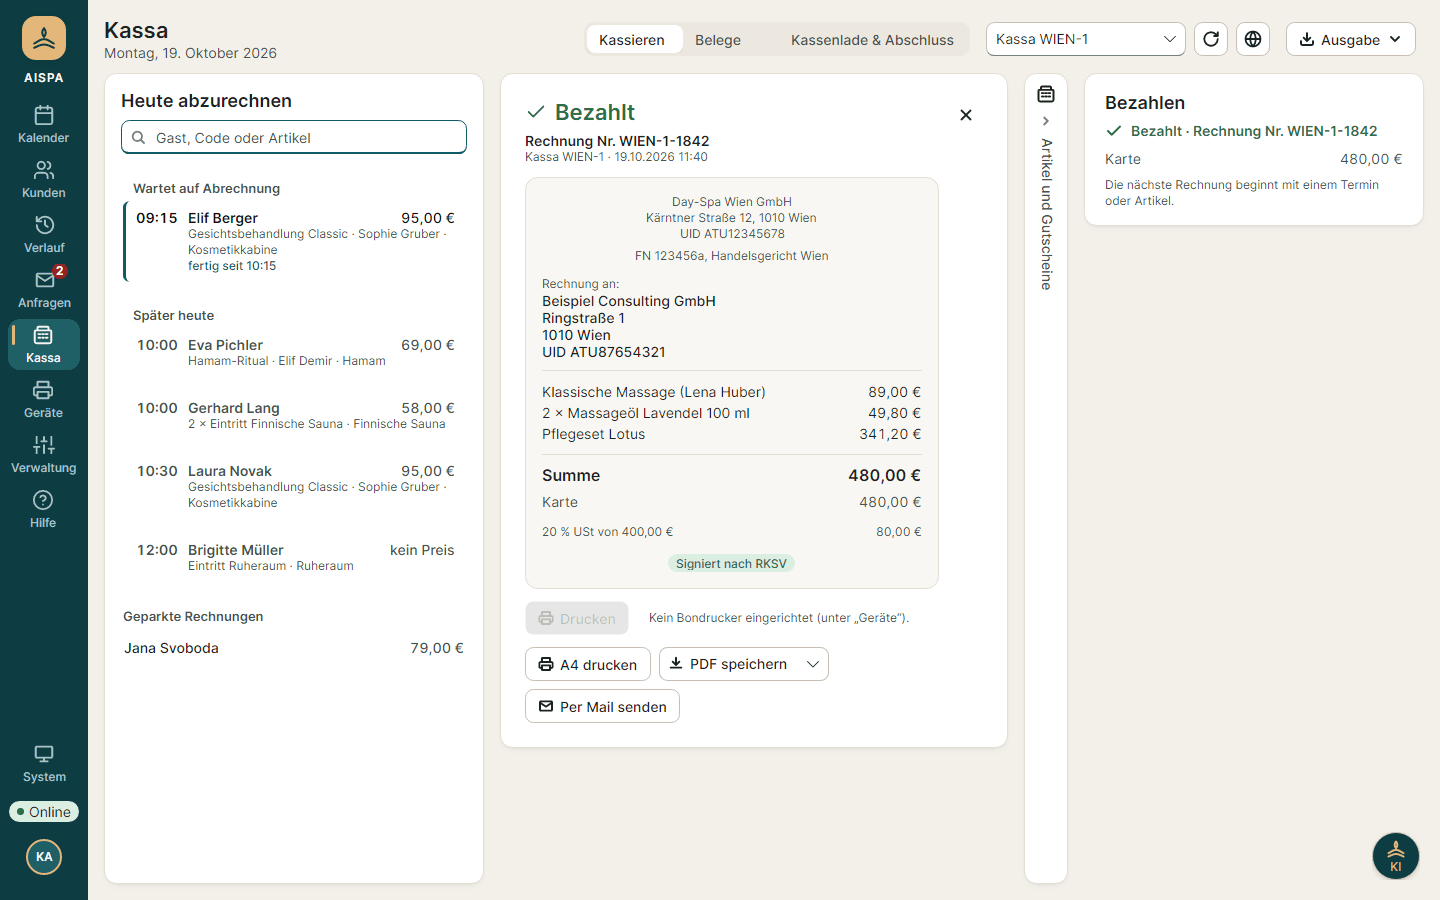 AISPA
Kalender
Kunden
Verlauf
2
Anfragen
Kassa
Geräte
Verwaltung
Hilfe
System
Online
KA
Kassa
Montag, 19. Oktober 2026
Kassieren
Belege
Kassenlade & Abschluss
Kassa WIEN-1
Ausgabe
Heute abzurechnen
Gast, Code oder Artikel
Wartet auf Abrechnung
09:15 Elif Berger 95,00 €
Gesichtsbehandlung Classic · Sophie Gruber ·
Kosmetikkabine
fertig seit 10:15
Später heute
10:00 Eva Pichler 69,00 €
Hamam-Ritual · Elif Demir · Hamam
10:00 Gerhard Lang 58,00 €
2 × Eintritt Finnische Sauna · Finnische Sauna
10:30 Laura Novak 95,00 €
Gesichtsbehandlung Classic · Sophie Gruber ·
Kosmetikkabine
12:00 Brigitte Müller kein Preis
Eintritt Ruheraum · Ruheraum
Geparkte Rechnungen
Jana Svoboda 79,00 €
Bezahlt
Rechnung Nr. WIEN-1-1842
Kassa WIEN-1 · 19.10.2026 11:40
Day-Spa Wien GmbH
Kärntner Straße 12, 1010 Wien
UID ATU12345678
FN 123456a, Handelsgericht Wien
Rechnung an:
Beispiel Consulting GmbH
Ringstraße 1
1010 Wien
UID ATU87654321
Klassische Massage (Lena Huber) 89,00 €
2 × Massageöl Lavendel 100 ml 49,80 €
Pflegeset Lotus 341,20 €
Summe 480,00 €
Karte 480,00 €
20 % USt von 400,00 € 80,00 €
Signiert nach RKSV
Drucken
Kein Bondrucker eingerichtet (unter „Geräte“).
A4 drucken
PDF speichern
Per Mail senden
Artikel und Gutscheine
Bezahlen
Bezahlt · Rechnung Nr. WIEN-1-1842
Karte 480,00 €
Die nächste Rechnung beginnt mit einem Termin
oder Artikel.
KI